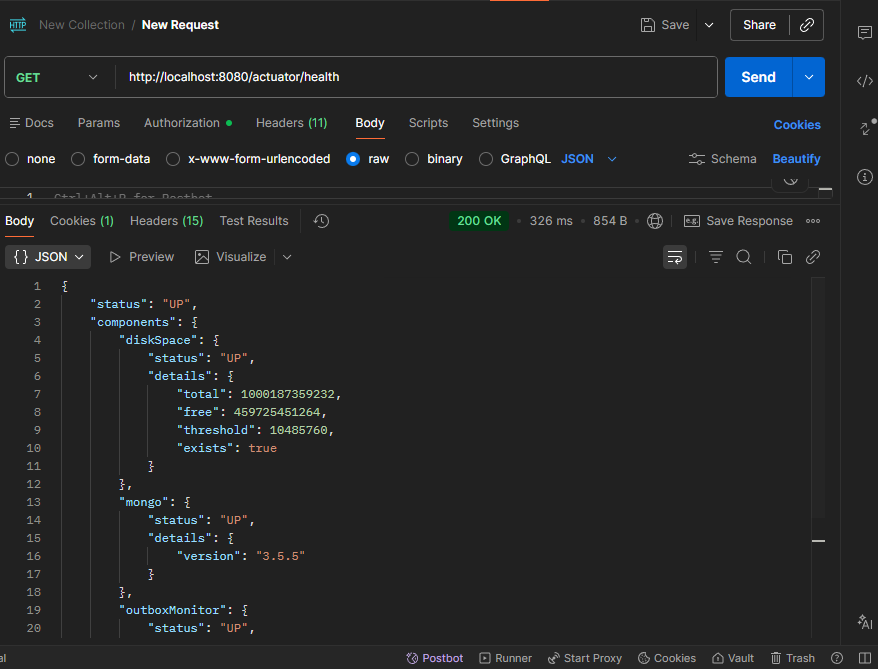 HTTP New Collection / New Request Save Share
GET http://localhost:8080/actuator/health Send
Docs Params Authorization Headers (11) Body Scripts Settings Cookies
none form-data x-www-form-urlencoded raw binary GraphQL JSON Schema Beautify
1 Ctrl+Alt+P for Postbot
Body Cookies (1) Headers (15) Test Results 200 OK 326 ms 854 B e.g. Save Response
{} JSON Preview Visualize
1 {
2 "status": "UP",
3 "components": {
4 "diskSpace": {
5 "status": "UP",
6 "details": {
7 "total": 1000187359232,
8 "free": 459725451264,
9 "threshold": 10485760,
10 "exists": true
11 }
12 },
13 "mongo": {
14 "status": "UP",
15 "details": {
16 "version": "3.5.5"
17 }
18 },
19 "outboxMonitor": {
20 "status": "UP",
AI
Postbot Runner Start Proxy Cookies Vault Trash